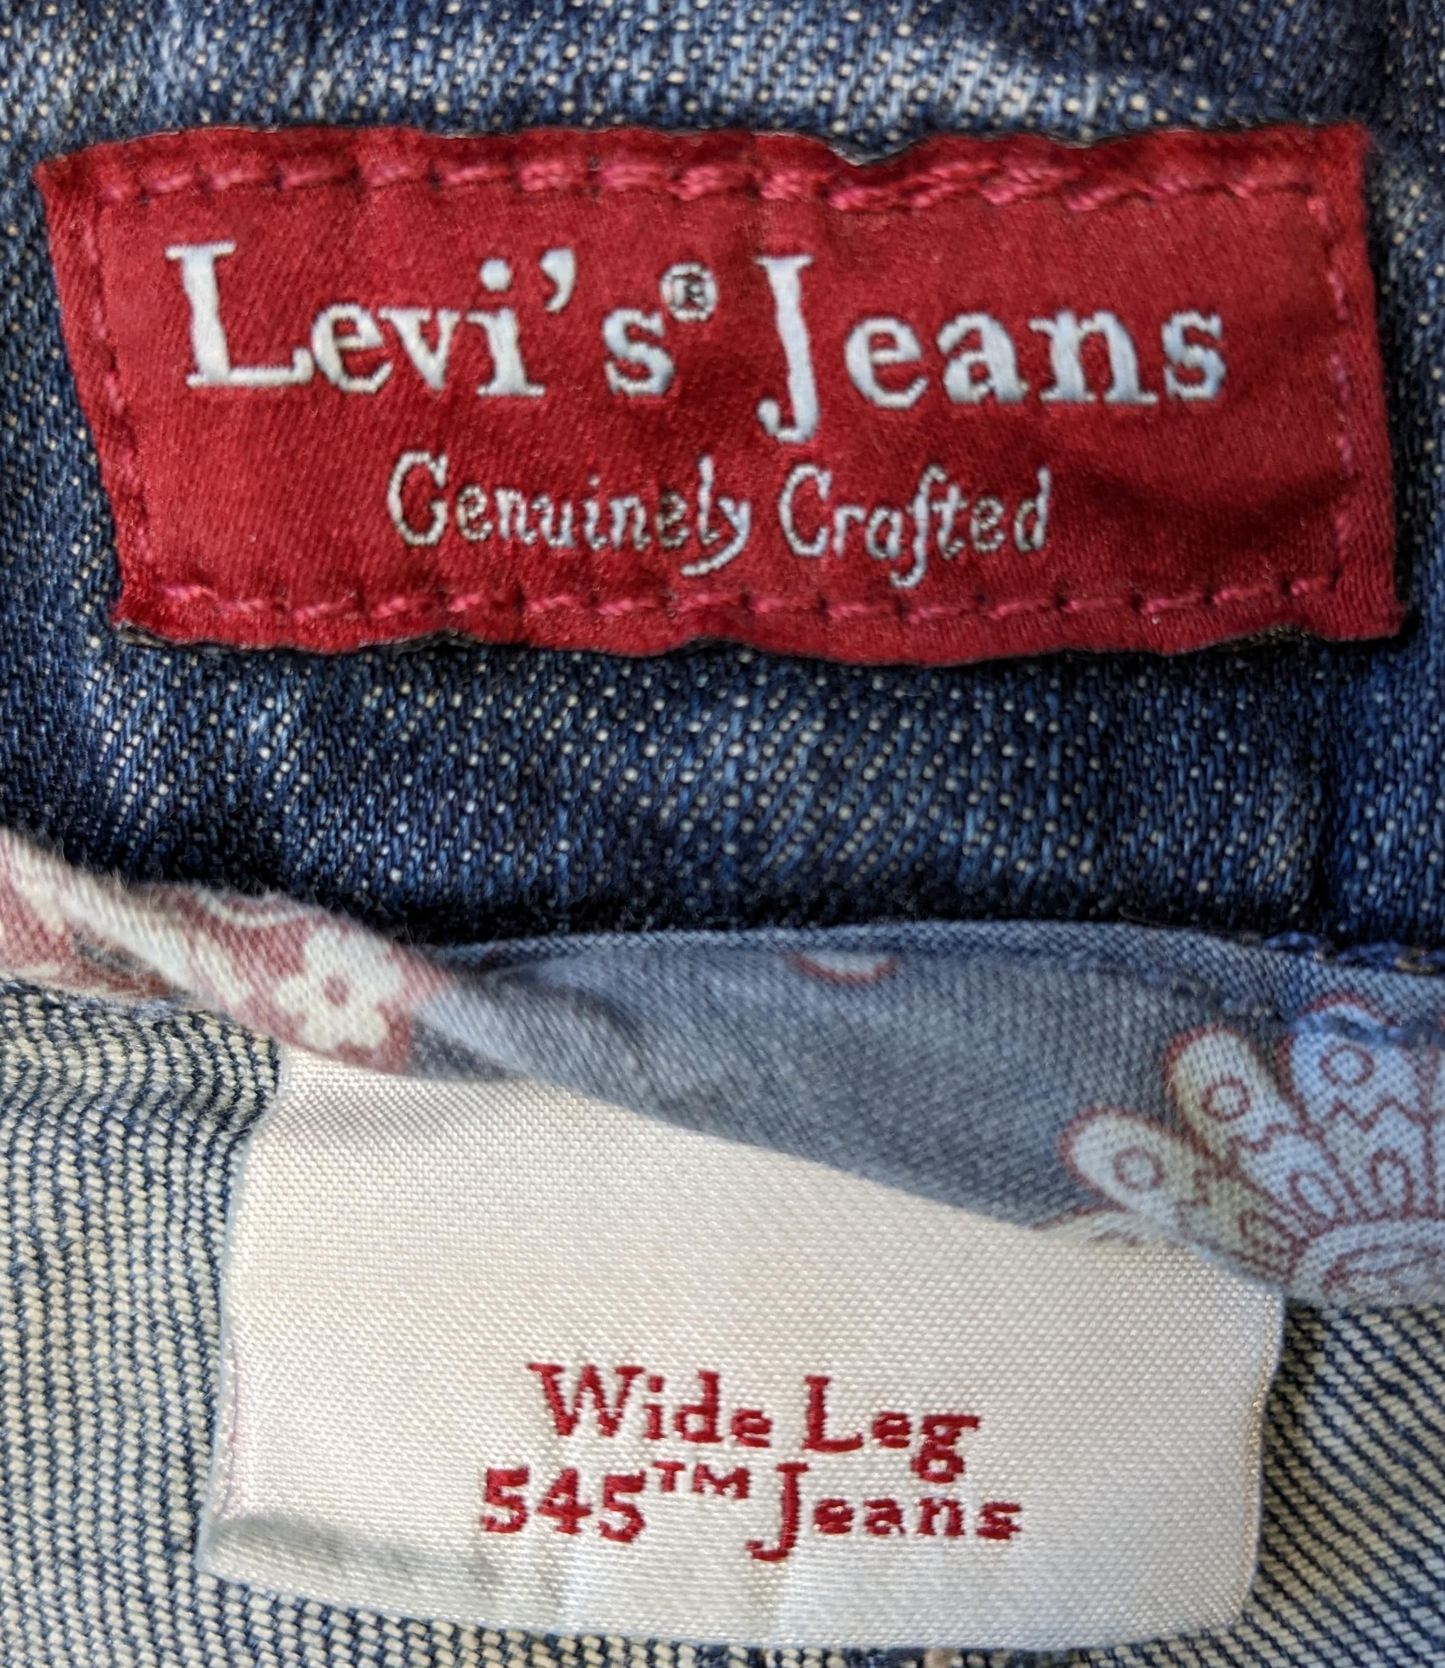 Levi's® Jeans
Genuinely Crafted
Wide Leg
545™ Jeans